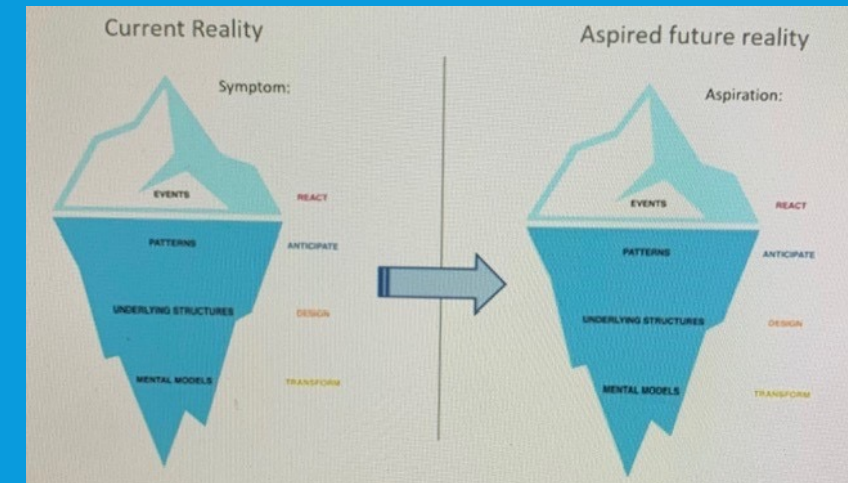 Current Reality
Symptom:
EVENTS
REACT
PATTERNS
ANTICIPATE
UNDERLYING STRUCTURES
DESIGN
MENTAL MODELS
TRANSFORM
Aspired future reality
Aspiration:
EVENTS
REACT
PATTERNS
ANTICIPATE
UNDERLYING STRUCTURES
DESIGN
MENTAL MODELS
TRANSFORM